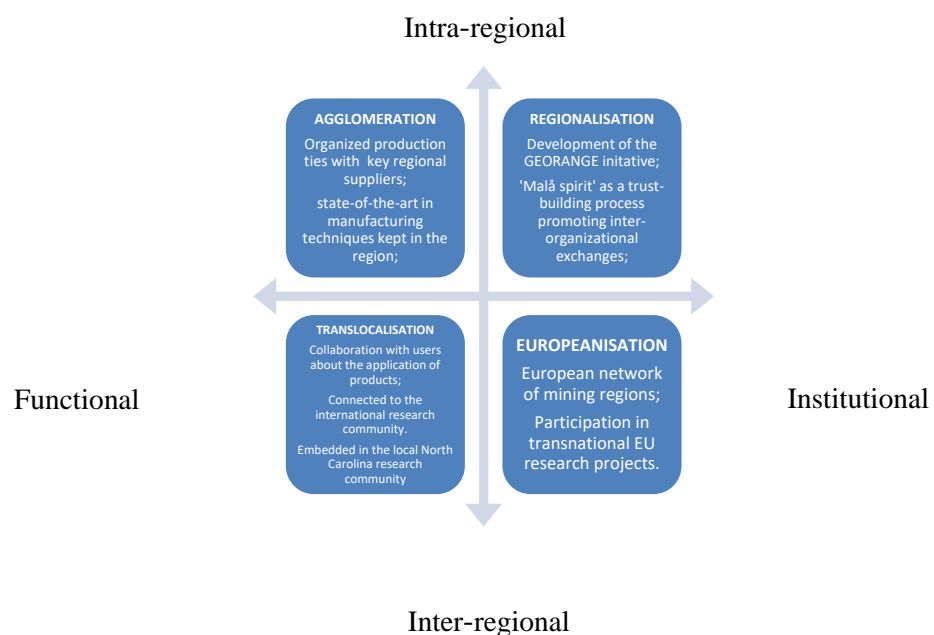 Intra-regional
AGGLOMERATION
Organized production
ties with key regional
suppliers;
state-of-the-art in
manufacturing
techniques kept in the
region;
REGIONALISATION
Development of the
GEORANGE initative;
'Malå spirit' as a trust-
building process
promoting inter-
organizational
exchanges;
Functional
TRANSLOCALISATION
Collaboration with users
about the application of
products;
Connected to the
international research
community.
Embedded in the local North
Carolina research
community
EUROPEANISATION
European network
of mining regions;
Participation in
transnational EU
research projects.
Institutional
Inter-regional